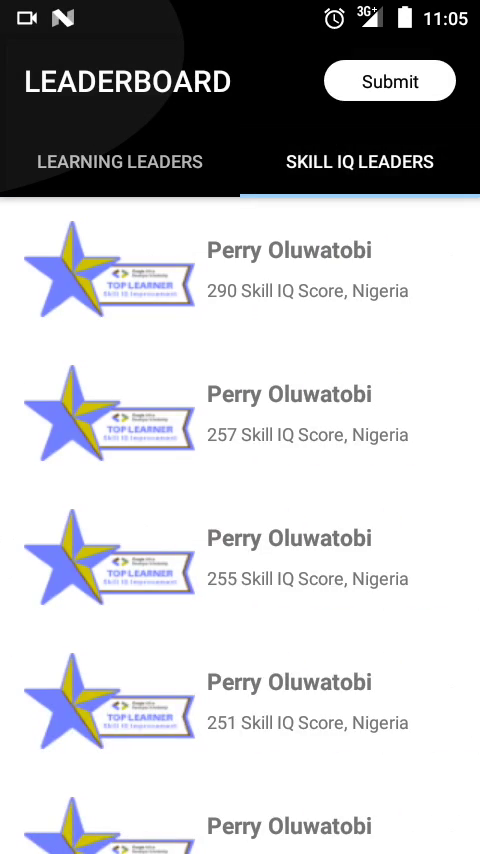 3G+ 11:05
LEADERBOARD
Submit
LEARNING LEADERS
SKILL IQ LEADERS
Perry Oluwatobi
290 Skill IQ Score, Nigeria
TOP LEARNER
Skill IQ Improvement
Perry Oluwatobi
257 Skill IQ Score, Nigeria
TOP LEARNER
Skill IQ Improvement
Perry Oluwatobi
255 Skill IQ Score, Nigeria
TOP LEARNER
Skill IQ Improvement
Perry Oluwatobi
251 Skill IQ Score, Nigeria
TOP LEARNER
Skill IQ Improvement
Perry Oluwatobi